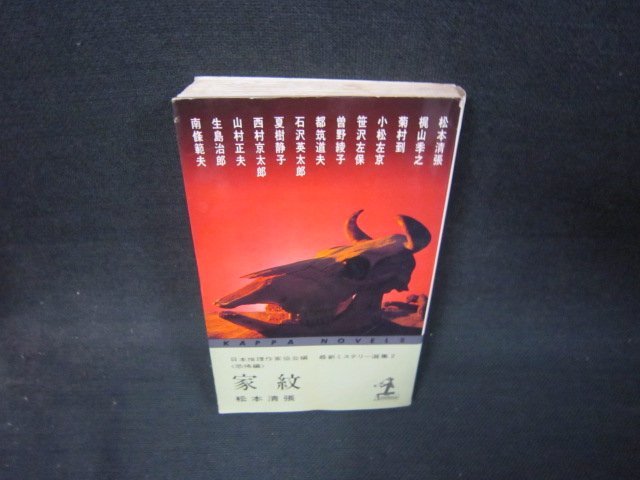 松本清張
梶山季之
菊村到
小松左京
笹沢左保
曽野綾子
都筑道夫
石沢英太郎
夏樹静子
西村京太郎
山村正夫
生島治郎
南條範夫
KAPPA NOVELS
日本推理作家協会編 最新ミステリー選集2
〈恐怖編〉
家紋
松本清張